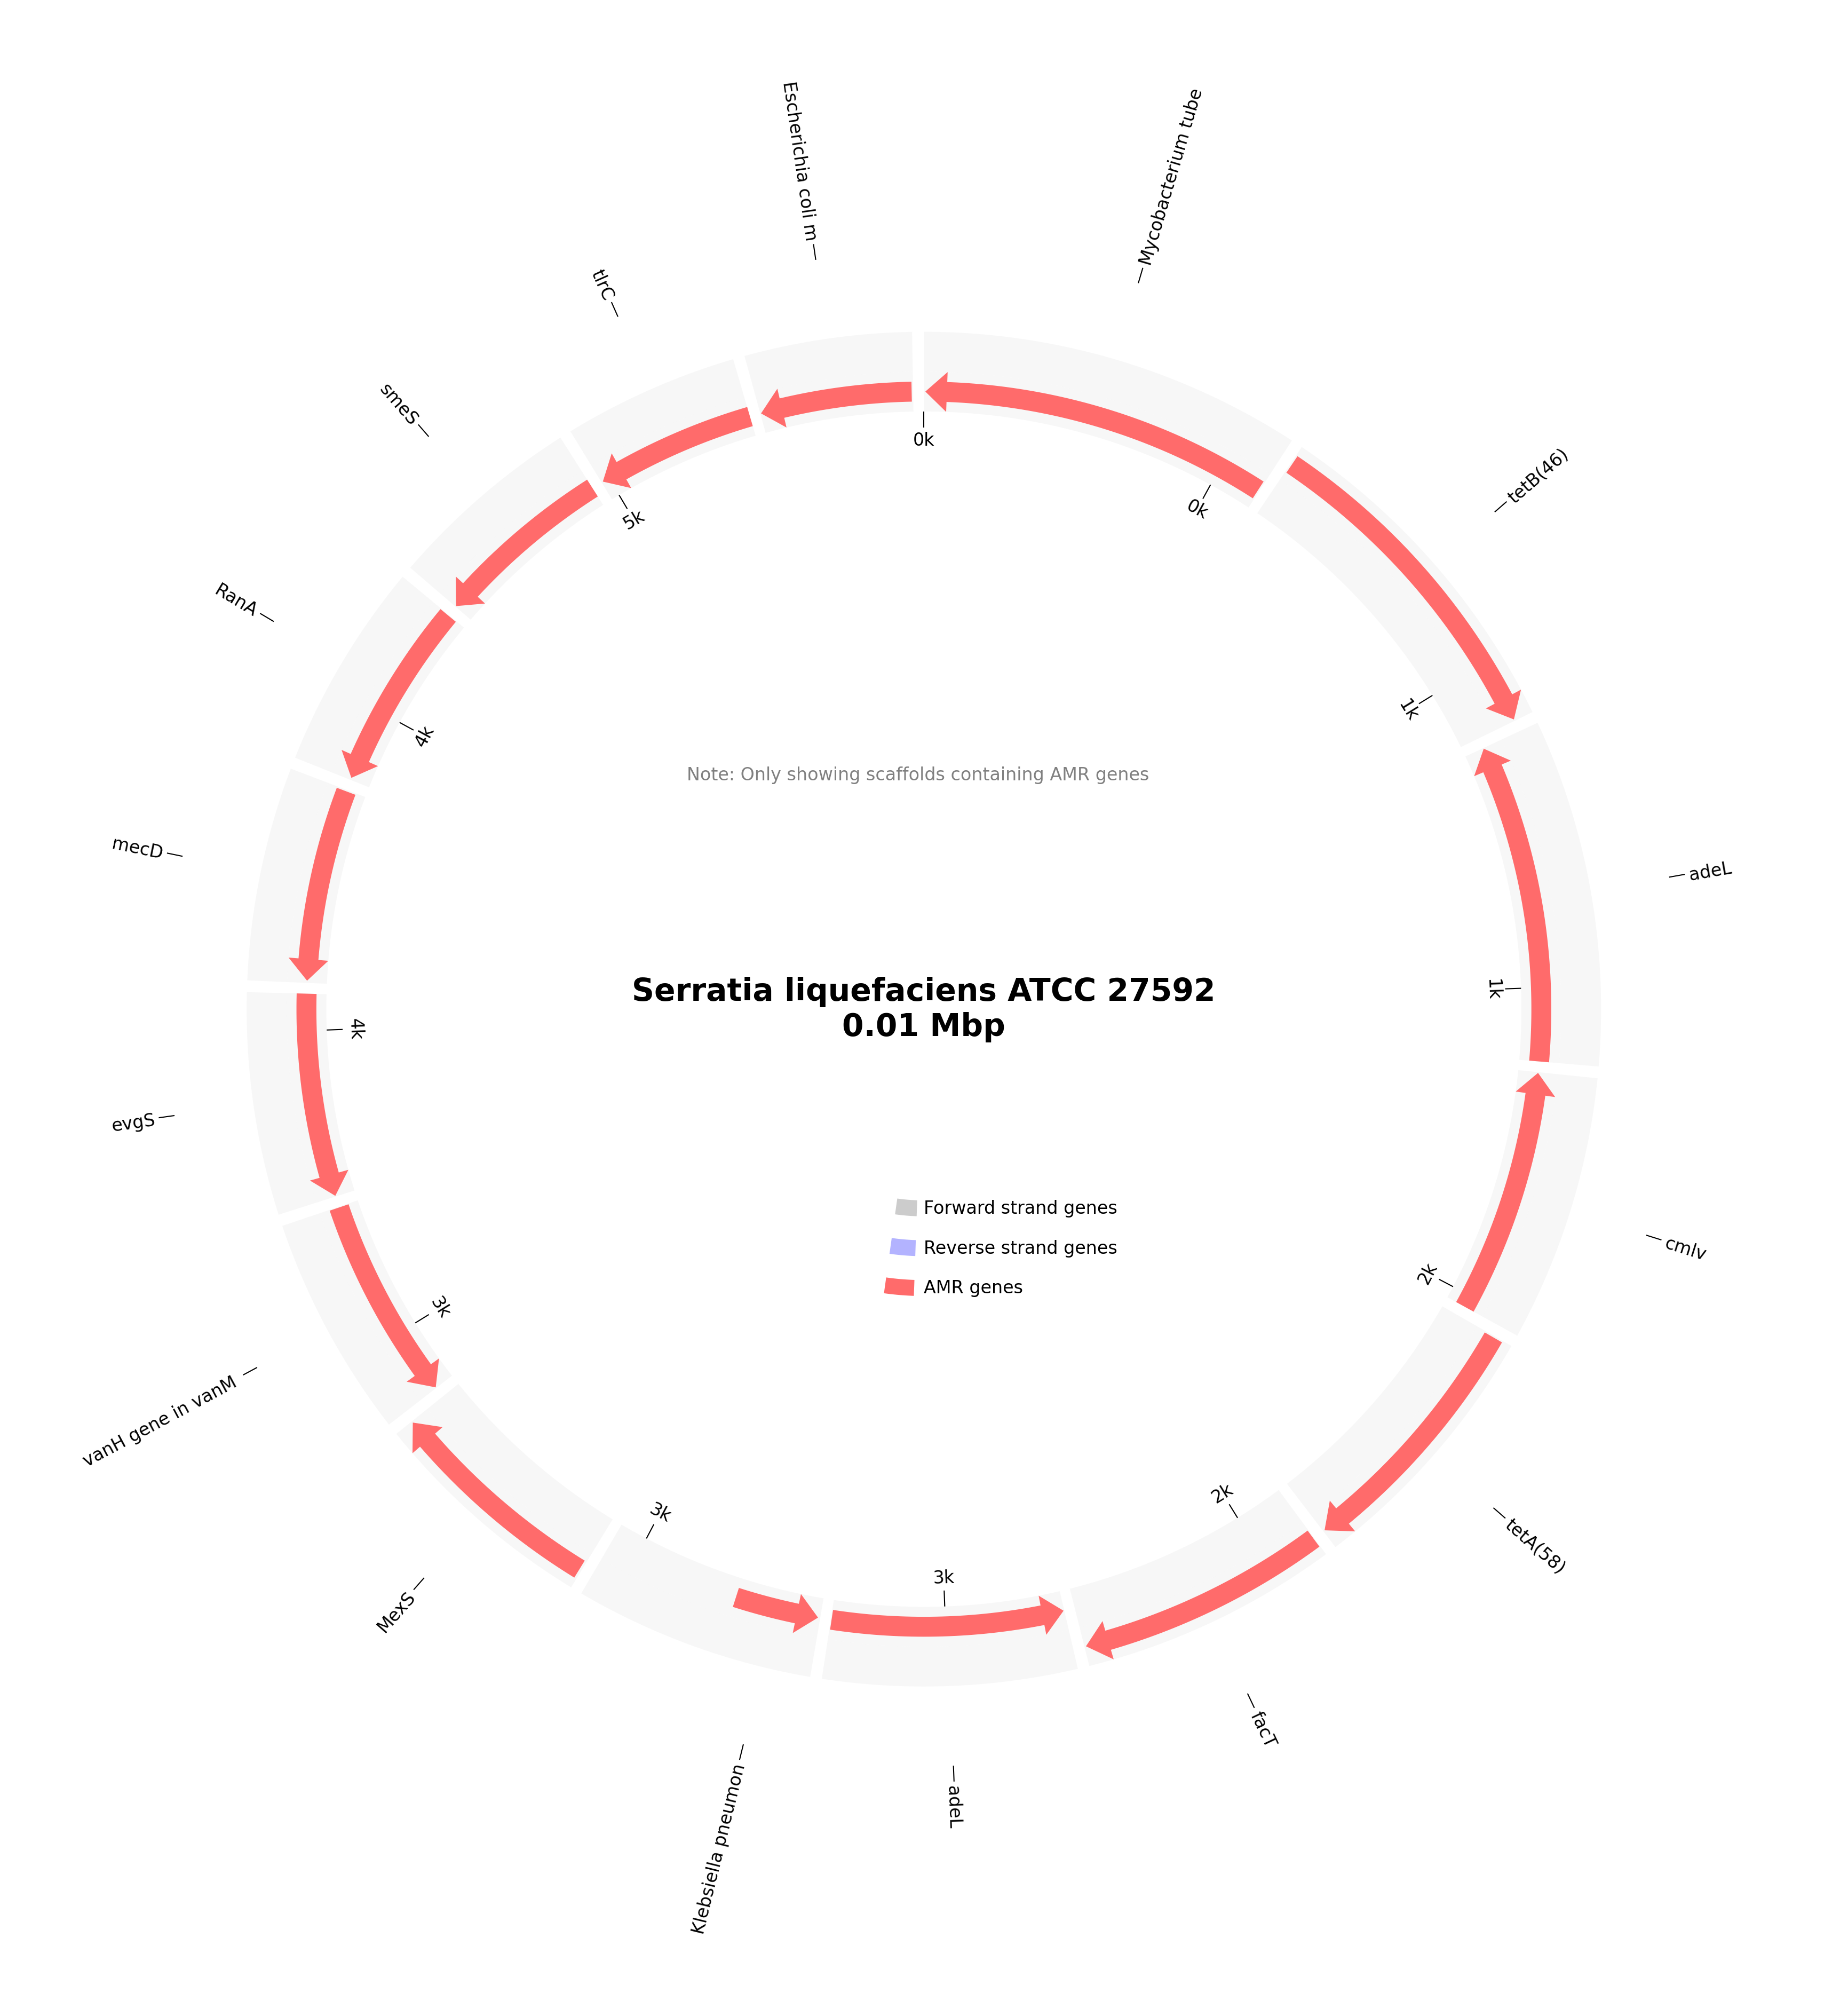 Escherichia coli m
Mycobacterium tube
tlrC
smeS
tetB(46)
0k
0k
5k
RanA
1k
4k
Note: Only showing scaffolds containing AMR genes
mecD
adeL
Serratia liquefaciens ATCC 27592
0.01 Mbp
1k
4k
evgS
Forward strand genes
Reverse strand genes
AMR genes
cmlv
2k
3k
vanH gene in vanM
2k
3k
tetA(58)
3k
MexS
facT
Klebsiella pneumon
adeL